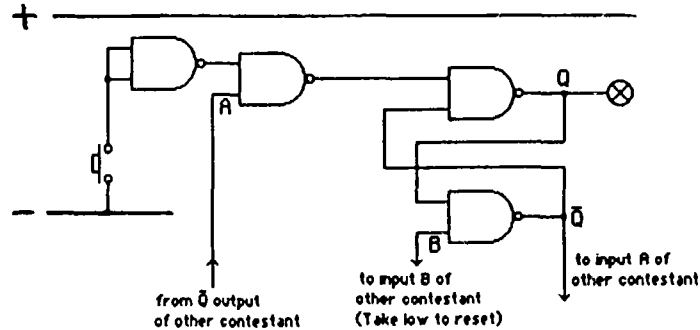 +
Q
A
−
Q̄
B
to input A of
other contestant
from Q̄ output
of other contestant
to input B of
other contestant
(Take low to reset)